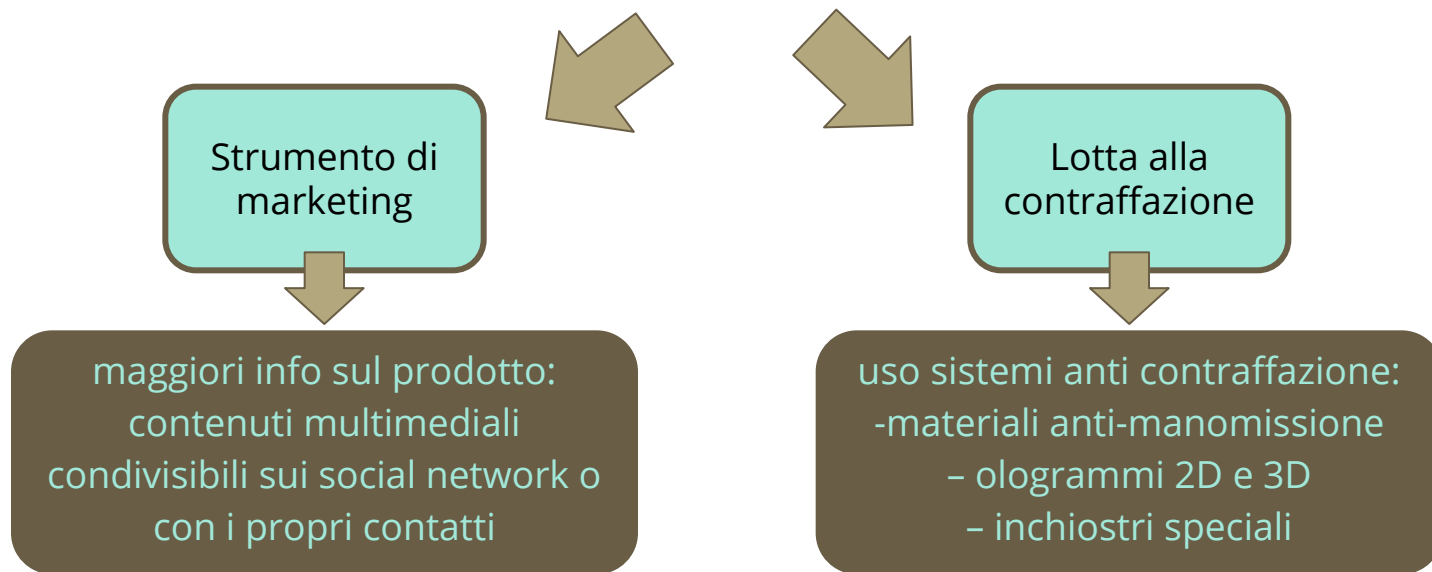 Strumento di
marketing
Lotta alla
contraffazione
maggiori info sul prodotto:
contenuti multimediali
condivisibili sui social network o
con i propri contatti
uso sistemi anti contraffazione:
-materiali anti-manomissione
– ologrammi 2D e 3D
– inchiostri speciali